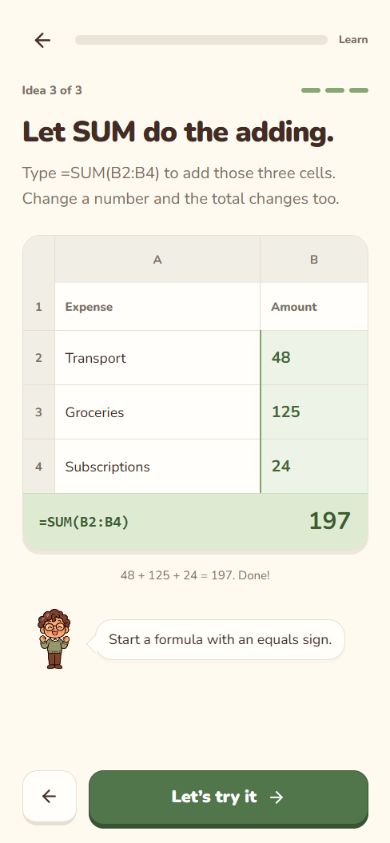 Learn
Idea 3 of 3
Let SUM do the adding.
Type =SUM(B2:B4) to add those three cells.
Change a number and the total changes too.
A B
1 Expense Amount
2 Transport 48
3 Groceries 125
4 Subscriptions 24
=SUM(B2:B4) 197
48 + 125 + 24 = 197. Done!
Start a formula with an equals sign.
Let's try it →